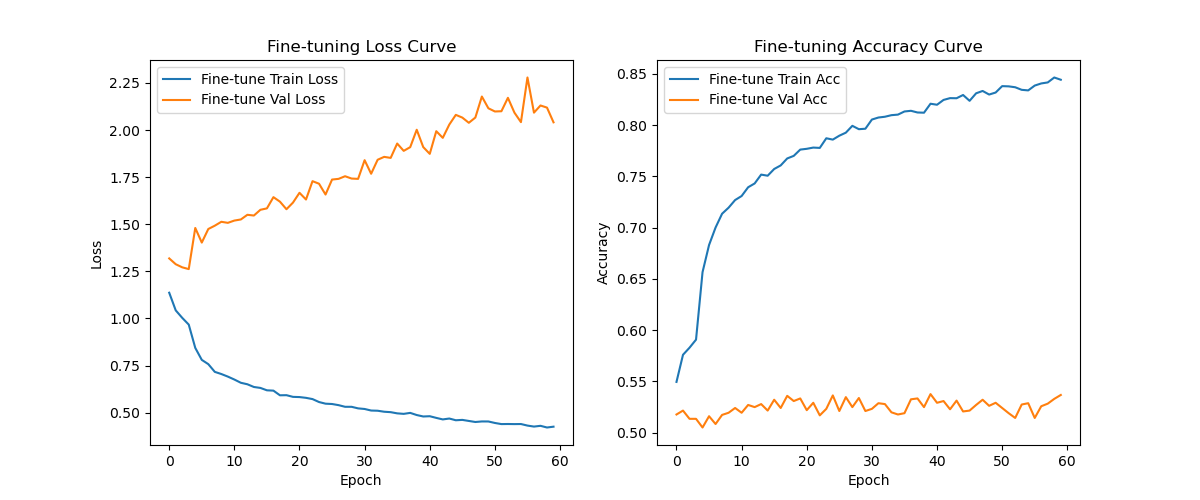 Fine-tuning Loss Curve
Fine-tune Train Loss
Fine-tune Val Loss
2.25
2.00
1.75
1.50
1.25
1.00
0.75
0.50
Loss
0 10 20 30 40 50 60
Epoch
Fine-tuning Accuracy Curve
Fine-tune Train Acc
Fine-tune Val Acc
0.85
0.80
0.75
0.70
0.65
0.60
0.55
0.50
Accuracy
0 10 20 30 40 50 60
Epoch